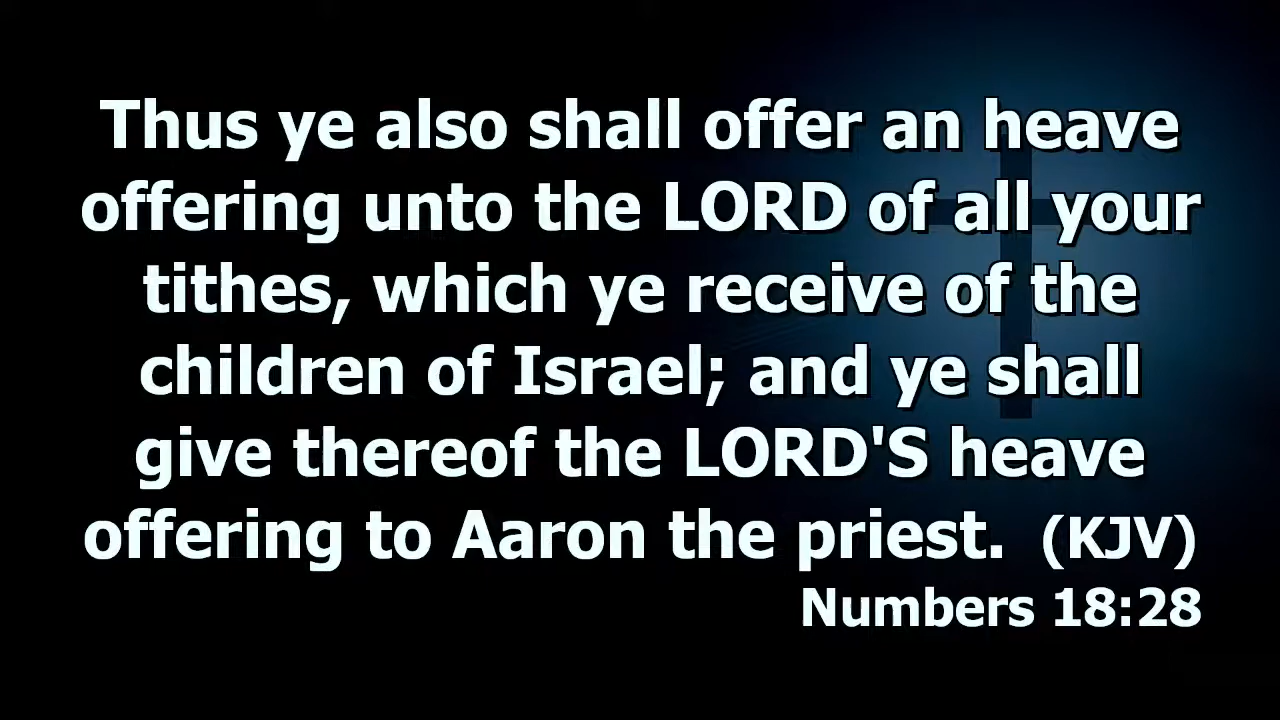 Thus ye also shall offer an heave
offering unto the LORD of all your
tithes, which ye receive of the
children of Israel; and ye shall
give thereof the LORD'S heave
offering to Aaron the priest. (KJV)
Numbers 18:28